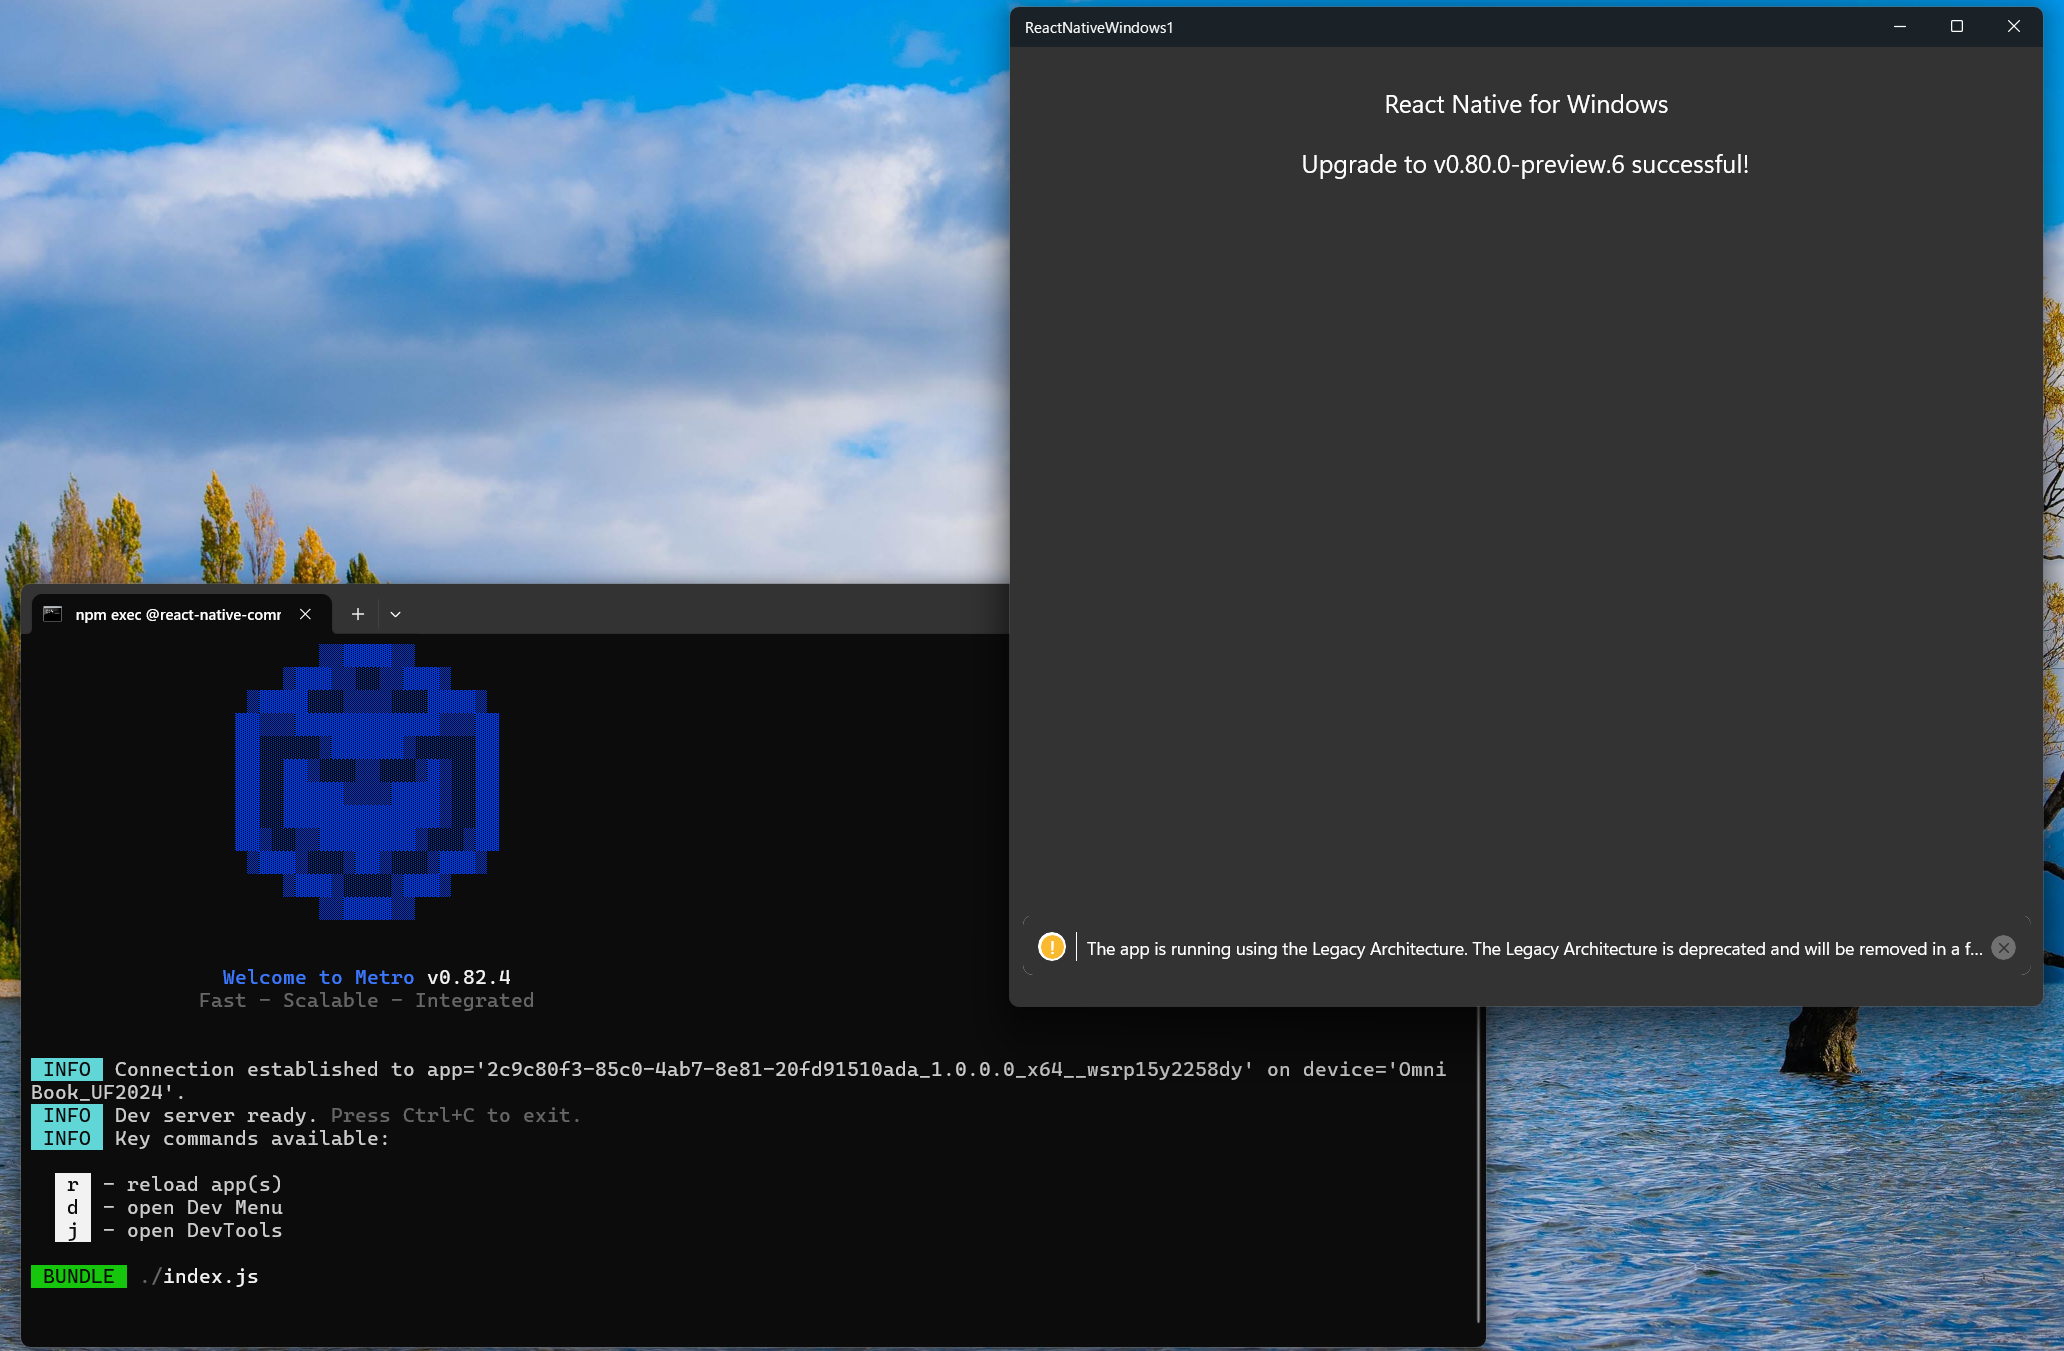 ReactNativeWindows1
React Native for Windows
Upgrade to v0.80.0-preview.6 successful!
The app is running using the Legacy Architecture. The Legacy Architecture is deprecated and will be removed in a f...
npm exec @react-native-comr
Welcome to Metro v0.82.4
Fast - Scalable - Integrated
INFO Connection established to app='2c9c80f3-85c0-4ab7-8e81-20fd91510ada_1.0.0.0_x64__wsrp15y2258dy' on device='Omni
Book_UF2024'.
INFO Dev server ready. Press Ctrl+C to exit.
INFO Key commands available:
r - reload app(s)
d - open Dev Menu
j - open DevTools
BUNDLE ./index.js